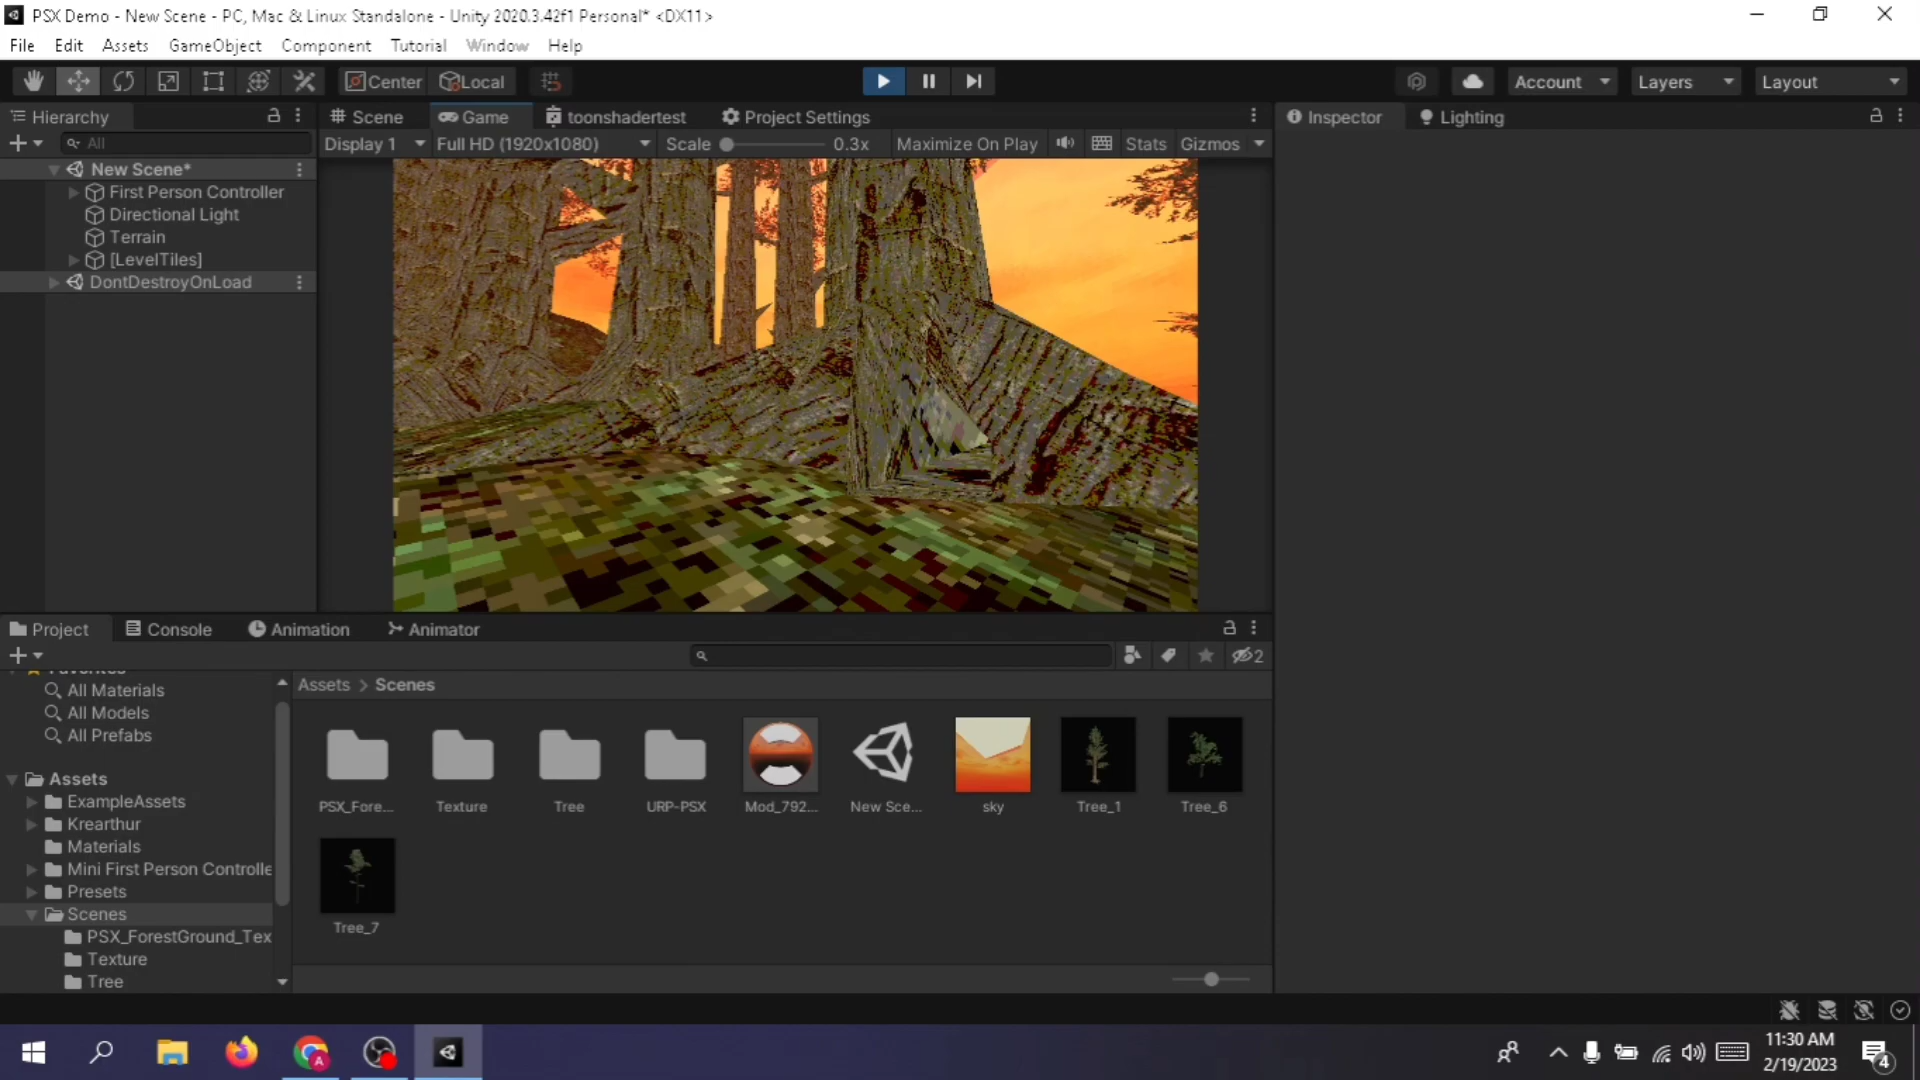 PSX Demo - New Scene - PC, Mac & Linux Standalone - Unity 2020.3.42f1 Personal* <DX11>
File Edit Assets GameObject Component Tutorial Window Help
Center Local Account Layers Layout
Hierarchy Scene Game toonshadertest Project Settings Inspector Lighting
All Display 1 Full HD (1920x1080) Scale 0.3x Maximize On Play Stats Gizmos
New Scene*
First Person Controller
Directional Light
Terrain
[LevelTiles]
DontDestroyOnLoad
Project Console Animation Animator
2
Favorites
All Materials
All Models
All Prefabs
Assets
ExampleAssets
Krearthur
Materials
Mini First Person Controlle
Presets
Scenes
PSX_ForestGround_Tex
Texture
Tree
Assets > Scenes
PSX_Fore... Texture Tree URP-PSX Mod_792... New Sce... sky Tree_1 Tree_6
Tree_7
11:30 AM
2/19/2023
4